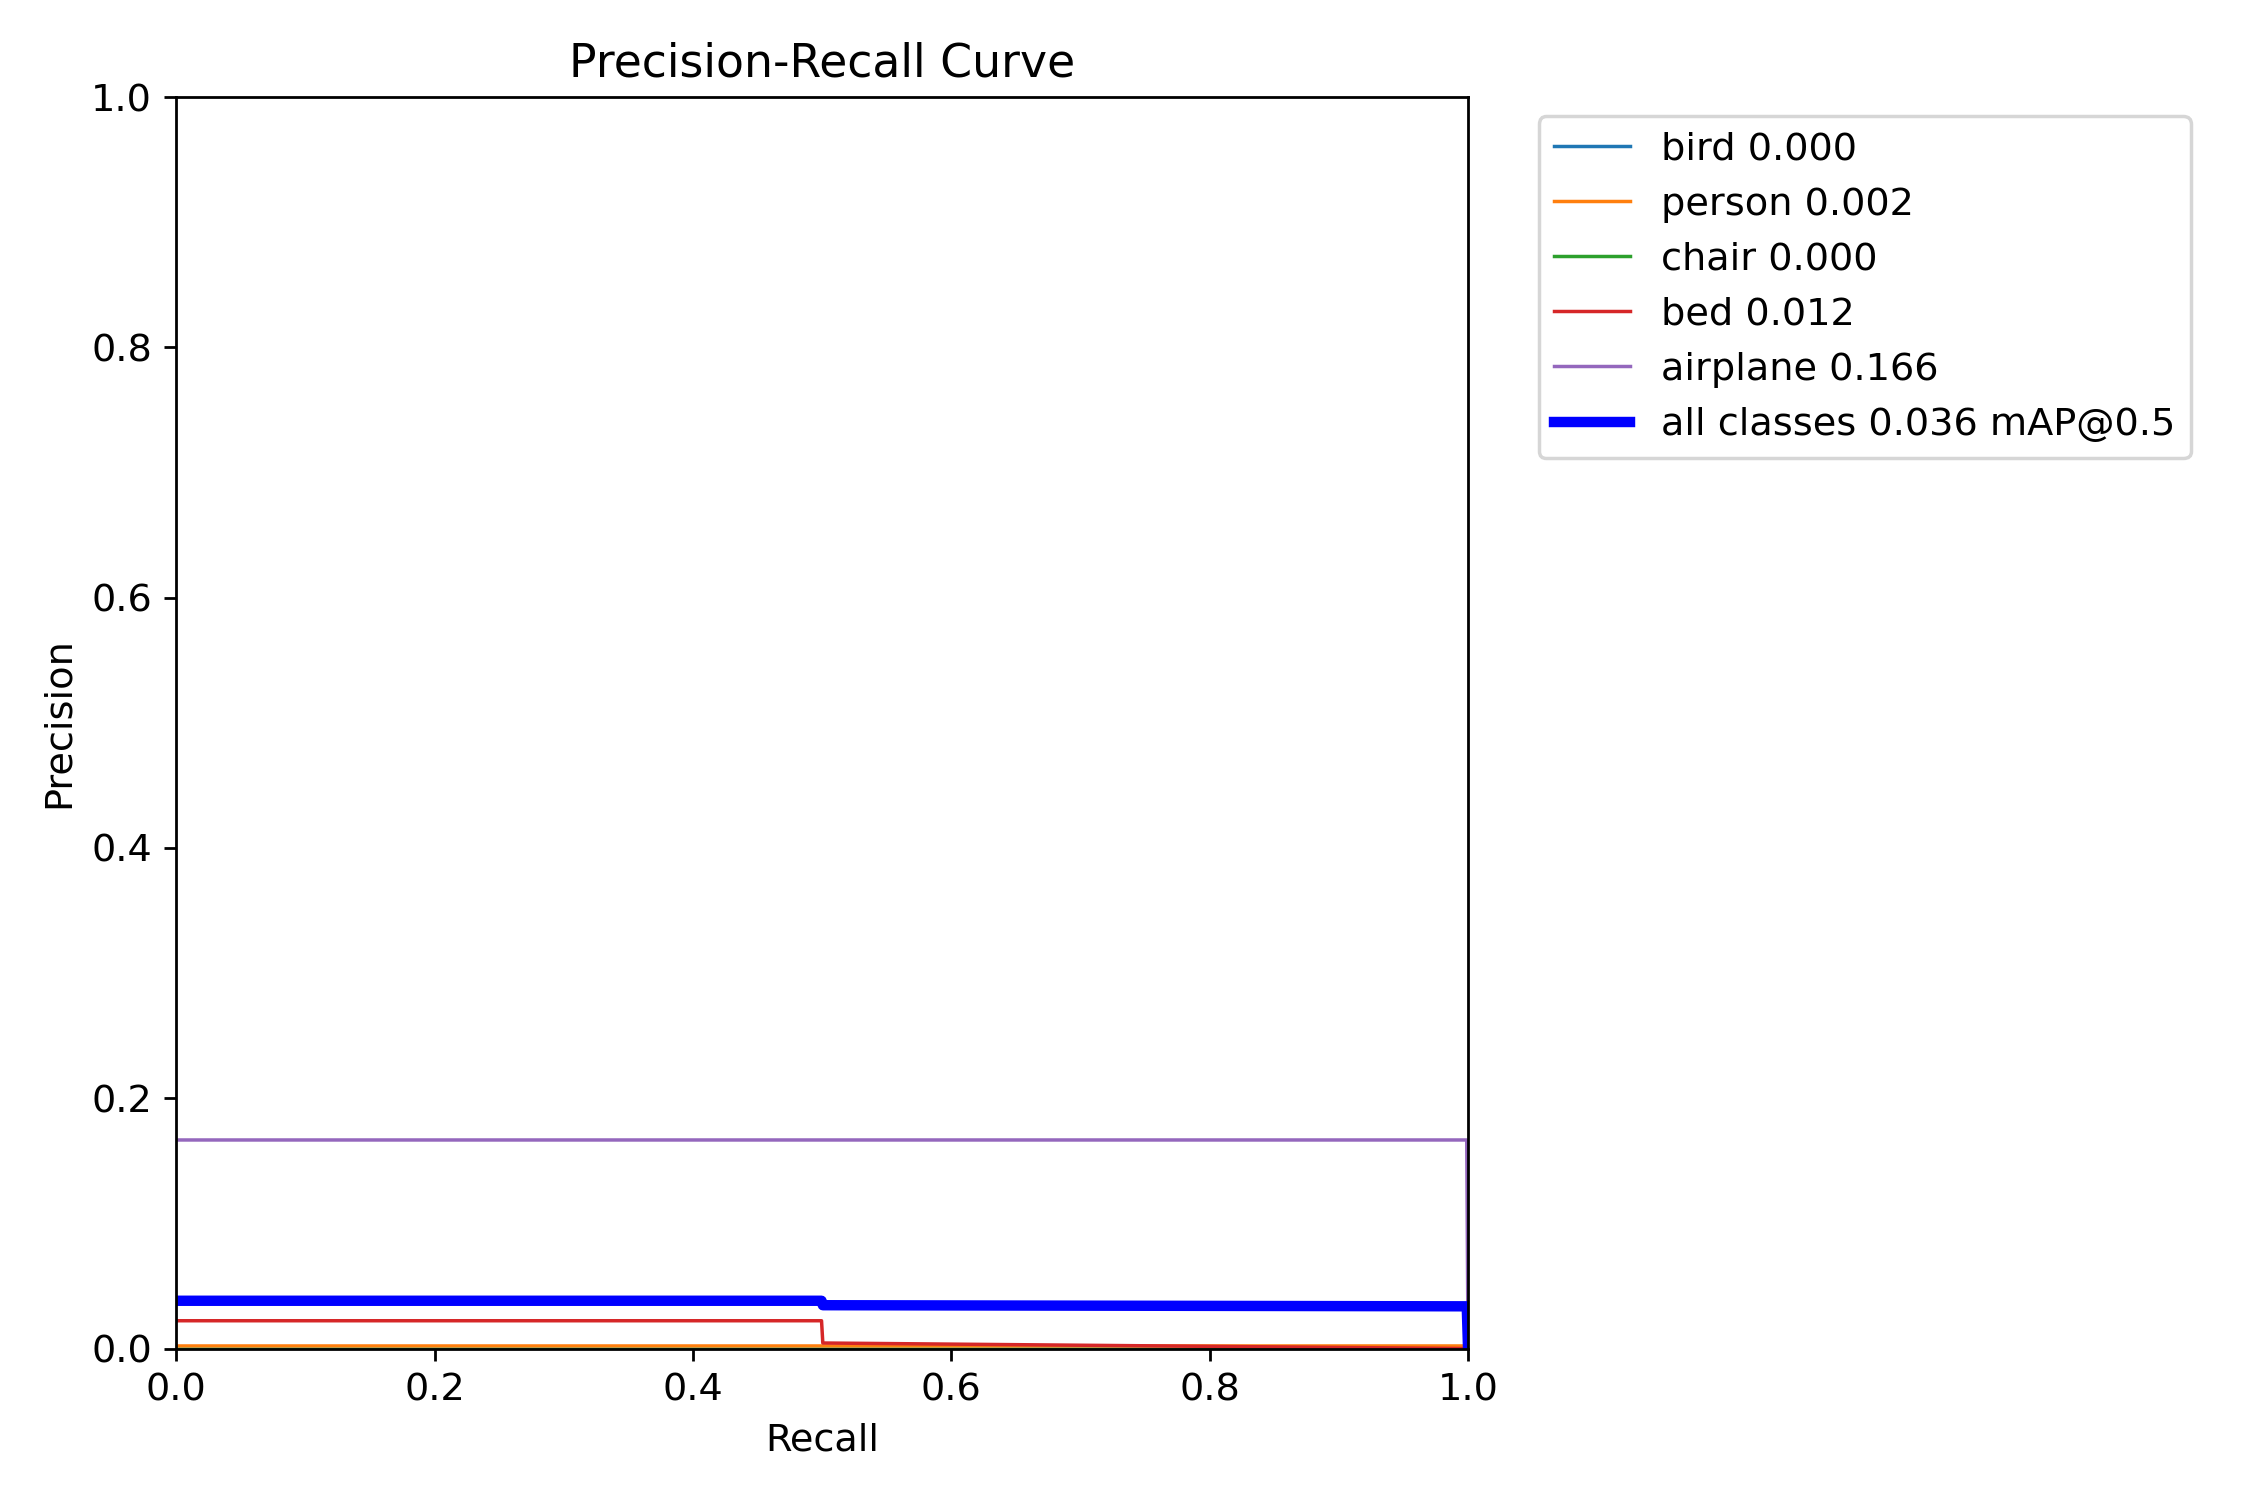 Precision-Recall Curve
1.0
0.8
0.6
0.4
0.2
0.0
Precision
0.0 0.2 0.4 0.6 0.8 1.0
Recall
bird 0.000
person 0.002
chair 0.000
bed 0.012
airplane 0.166
all classes 0.036 mAP@0.5